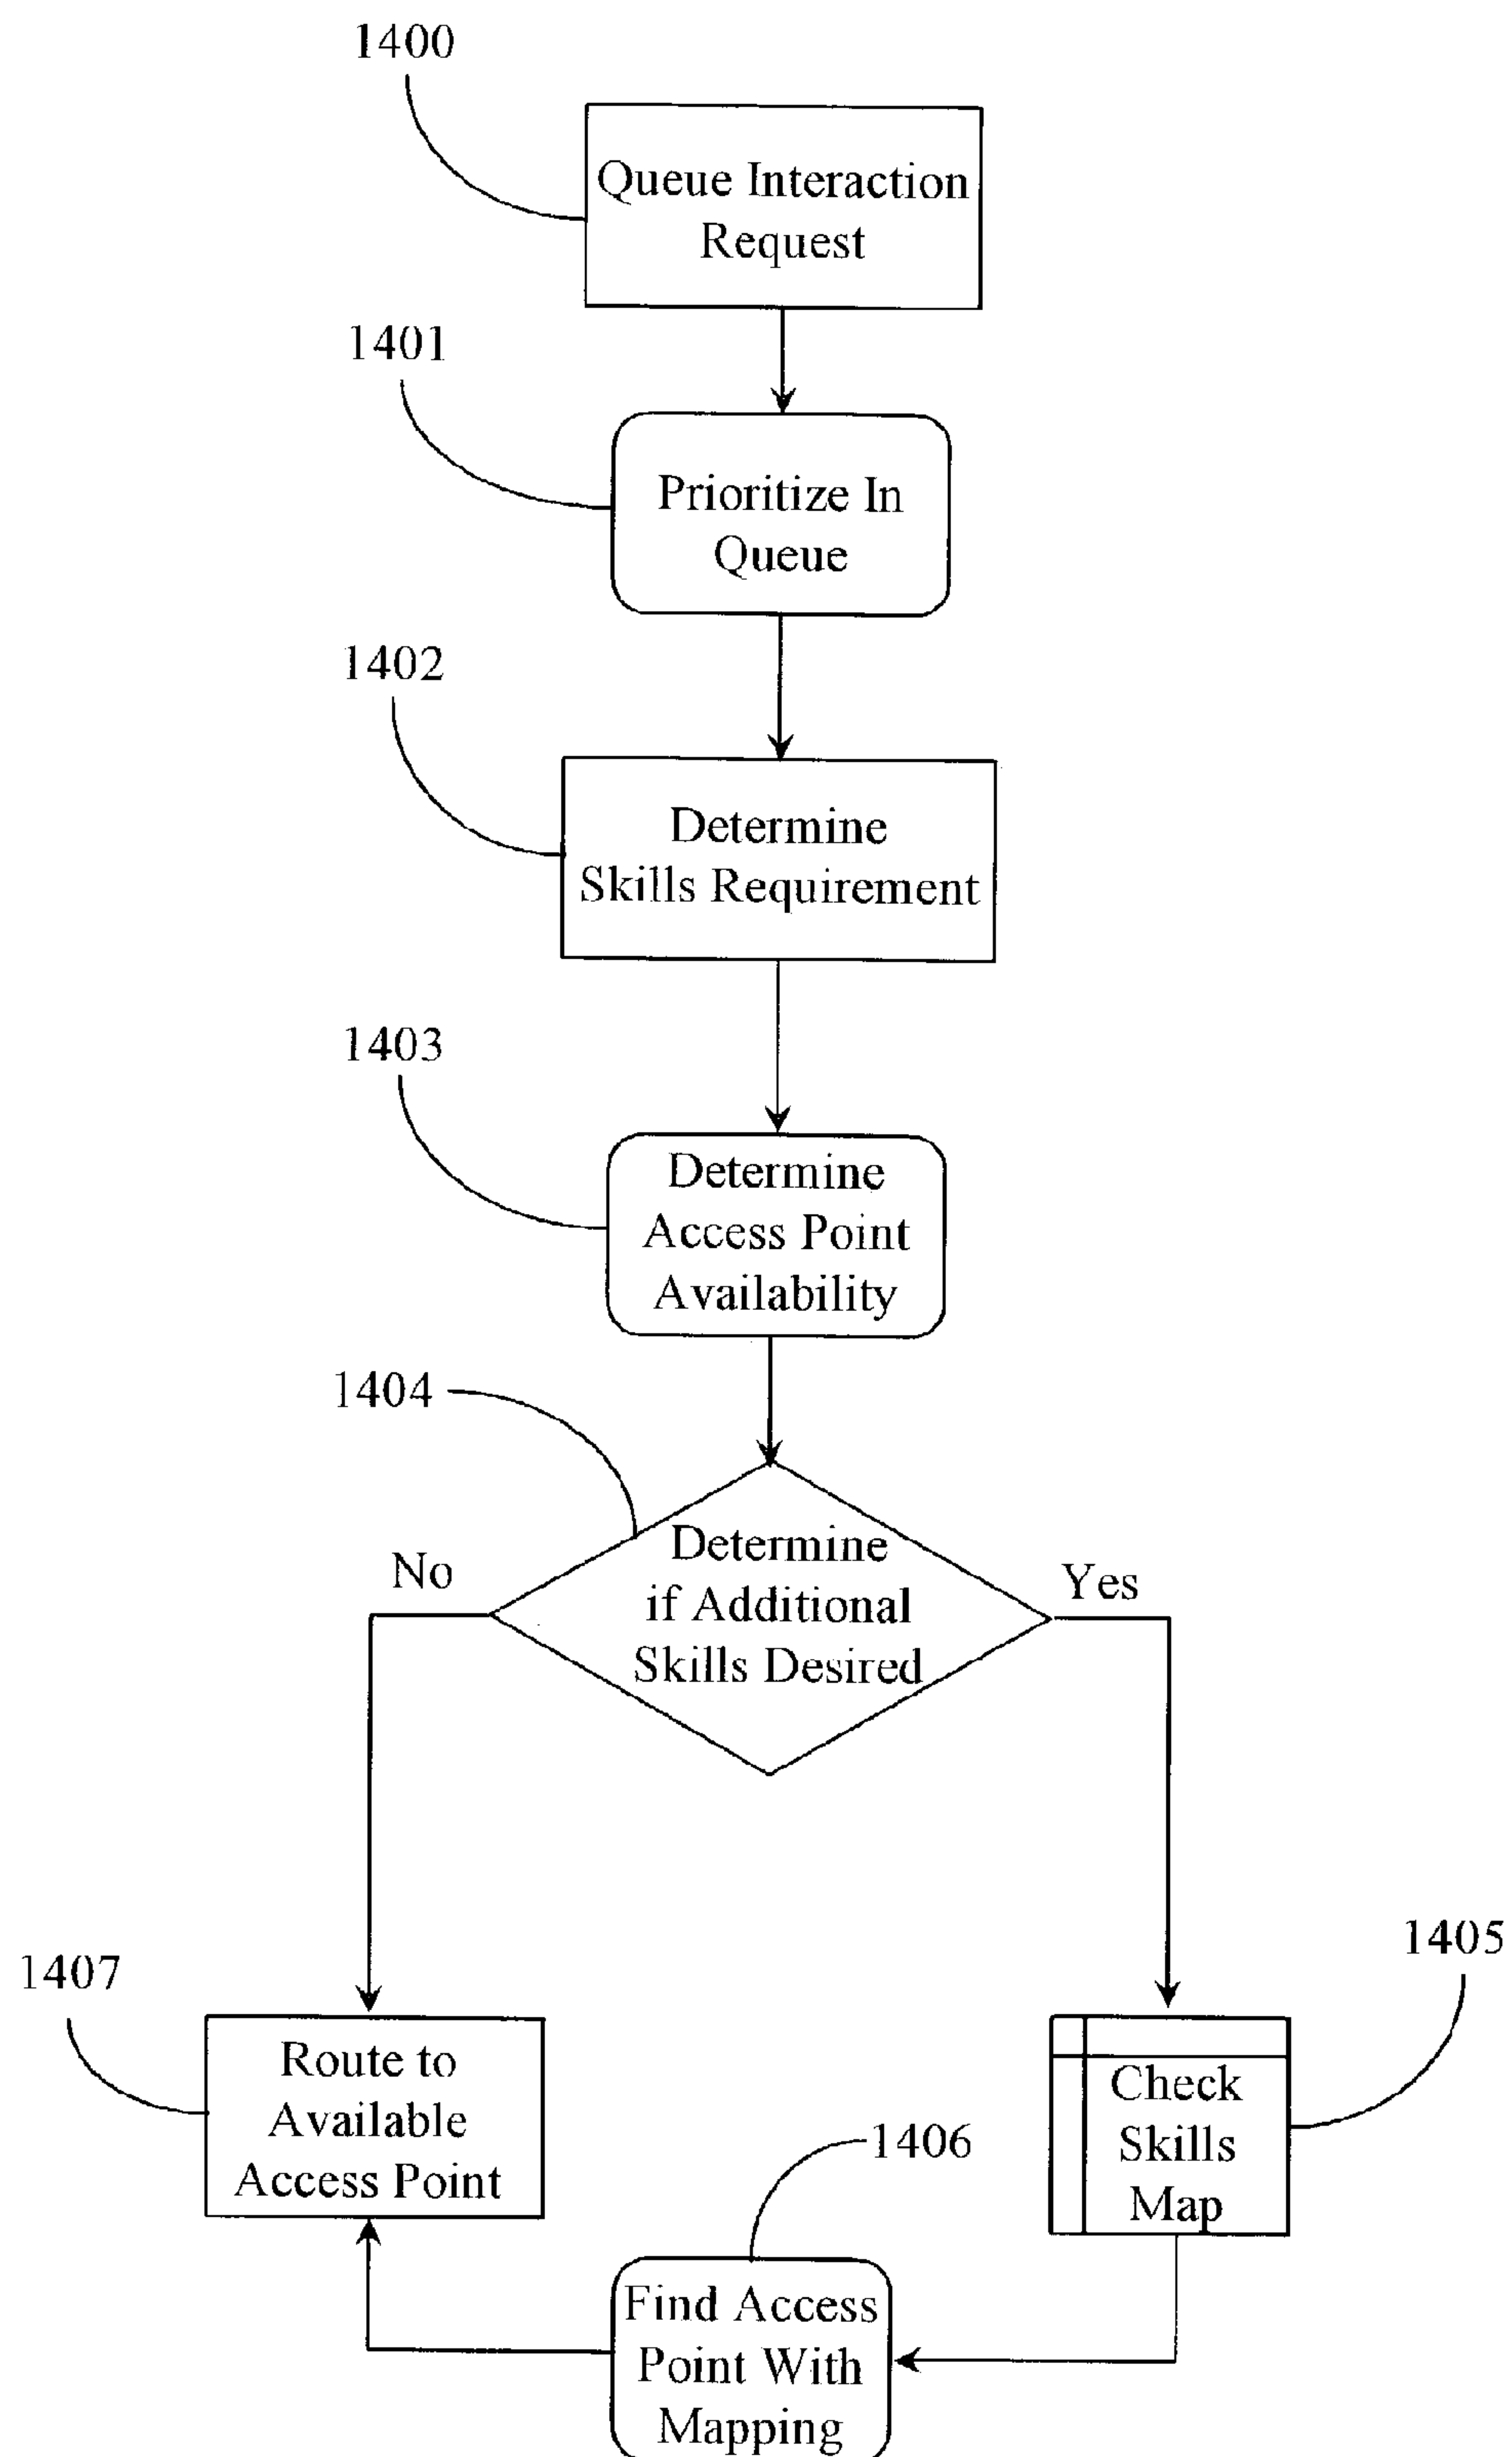 1400
Queue Interaction
Request
1401
Prioritize In
Queue
1402
Determine
Skills Requirement
1403
Determine
Access Point
Availability
1404
Determine
if Additional
Skills Desired
No
Yes
1405
Check
Skills
Map
1406
Find Access
Point With
Mapping
1407
Route to
Available
Access Point